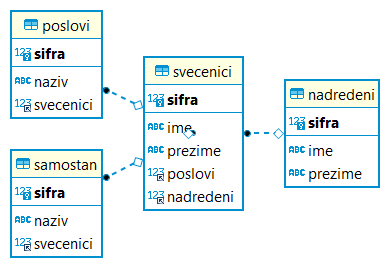 poslovi
123 sifra
ABC naziv
123 svecenici
samostan
123 sifra
ABC naziv
123 svecenici
svecenici
123 sifra
ABC ime
ABC prezime
123 poslovi
123 nadredeni
nadredeni
123 sifra
ABC ime
ABC prezime